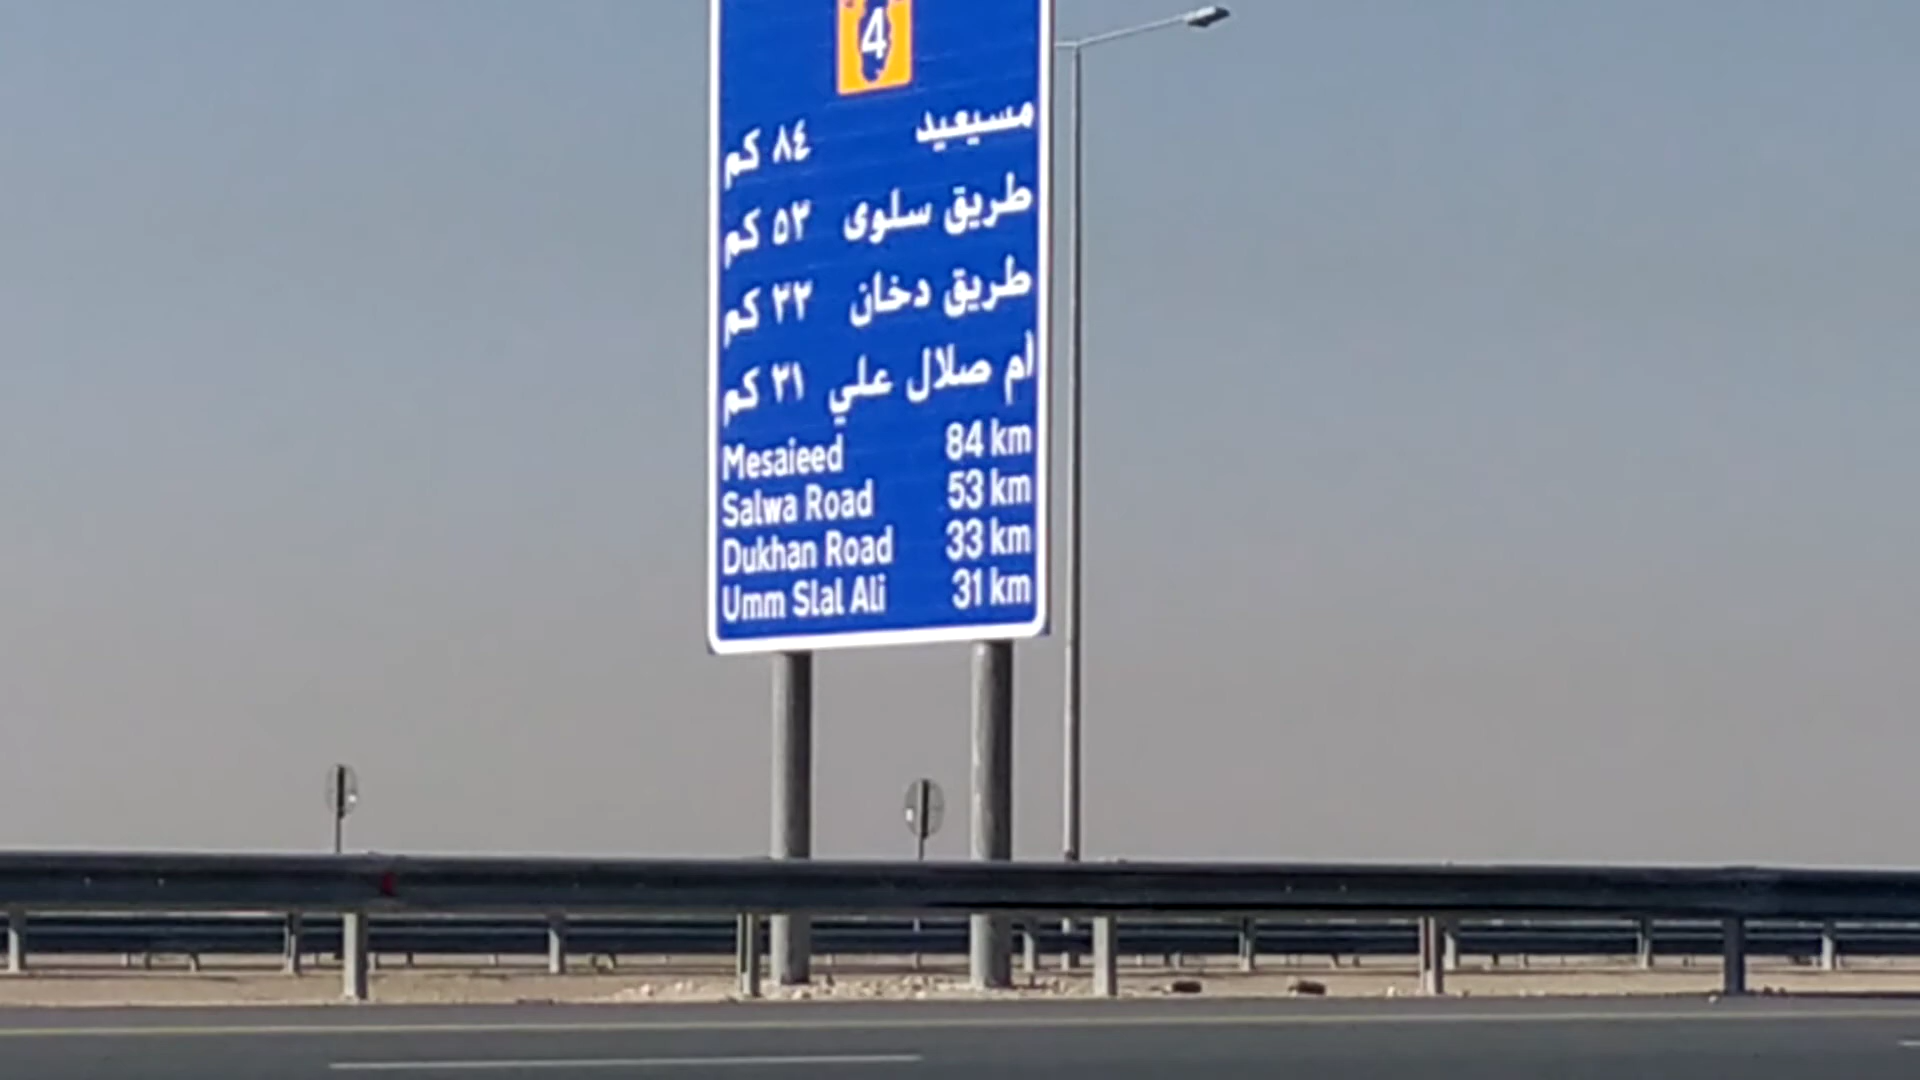 4
مسيعيد ٨٤ كم
طريق سلوى ٥٣ كم
طريق دخان ٣٣ كم
أم صلال علي ٣١ كم
Mesaieed 84 km
Salwa Road 53 km
Dukhan Road 33 km
Umm Slal Ali 31 km